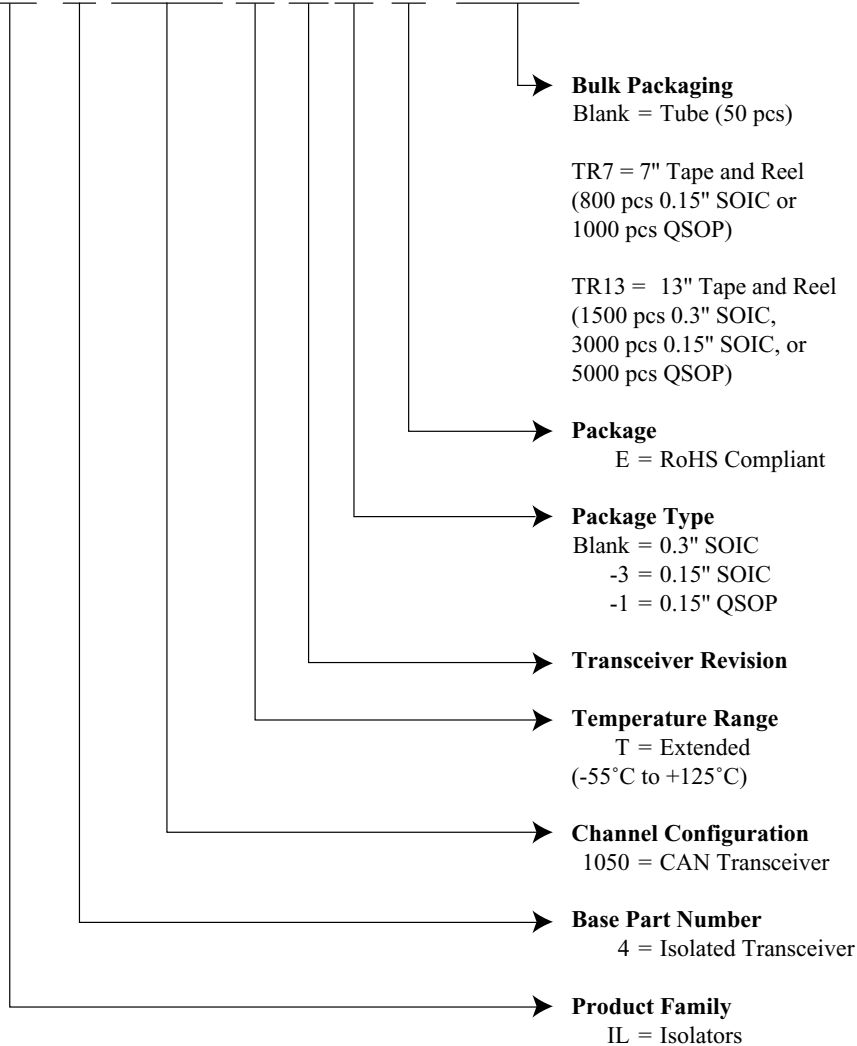 Bulk Packaging
Blank = Tube (50 pcs)
TR7 = 7" Tape and Reel
(800 pcs 0.15" SOIC or
1000 pcs QSOP)
TR13 = 13" Tape and Reel
(1500 pcs 0.3" SOIC,
3000 pcs 0.15" SOIC, or
5000 pcs QSOP)
Package
E = RoHS Compliant
Package Type
Blank = 0.3" SOIC
-3 = 0.15" SOIC
-1 = 0.15" QSOP
Transceiver Revision
Temperature Range
T = Extended
(-55˚C to +125˚C)
Channel Configuration
1050 = CAN Transceiver
Base Part Number
4 = Isolated Transceiver
Product Family
IL = Isolators